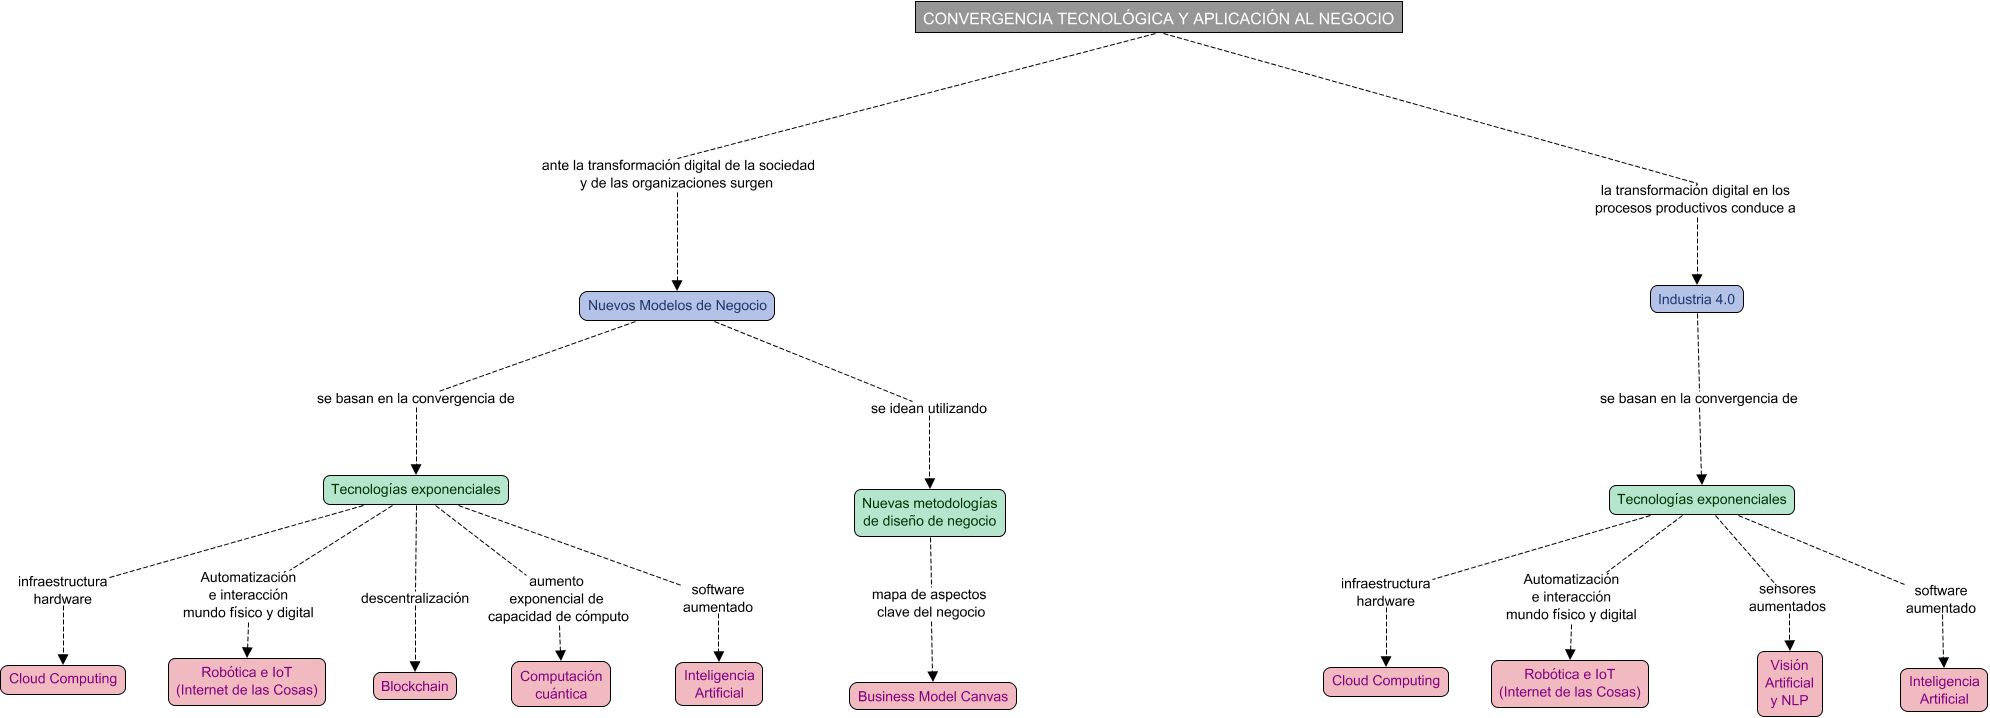 CONVERGENCIA TECNOLÓGICA Y APLICACIÓN AL NEGOCIO
ante la transformación digital de la sociedad
y de las organizaciones surgen
la transformación digital en los
procesos productivos conduce a
Nuevos Modelos de Negocio
Industria 4.0
se basan en la convergencia de
se idean utilizando
se basan en la convergencia de
Tecnologías exponenciales
Nuevas metodologías
de diseño de negocio
Tecnologías exponenciales
infraestructura
hardware
Automatización
e interacción
mundo físico y digital
descentralización
aumento
exponencial de
capacidad de cómputo
software
aumentado
mapa de aspectos
clave del negocio
infraestructura
hardware
Automatización
e interacción
mundo físico y digital
sensores
aumentados
software
aumentado
Cloud Computing
Robótica e IoT
(Internet de las Cosas)
Blockchain
Computación
cuántica
Inteligencia
Artificial
Business Model Canvas
Cloud Computing
Robótica e IoT
(Internet de las Cosas)
Visión
Artificial
y NLP
Inteligencia
Artificial